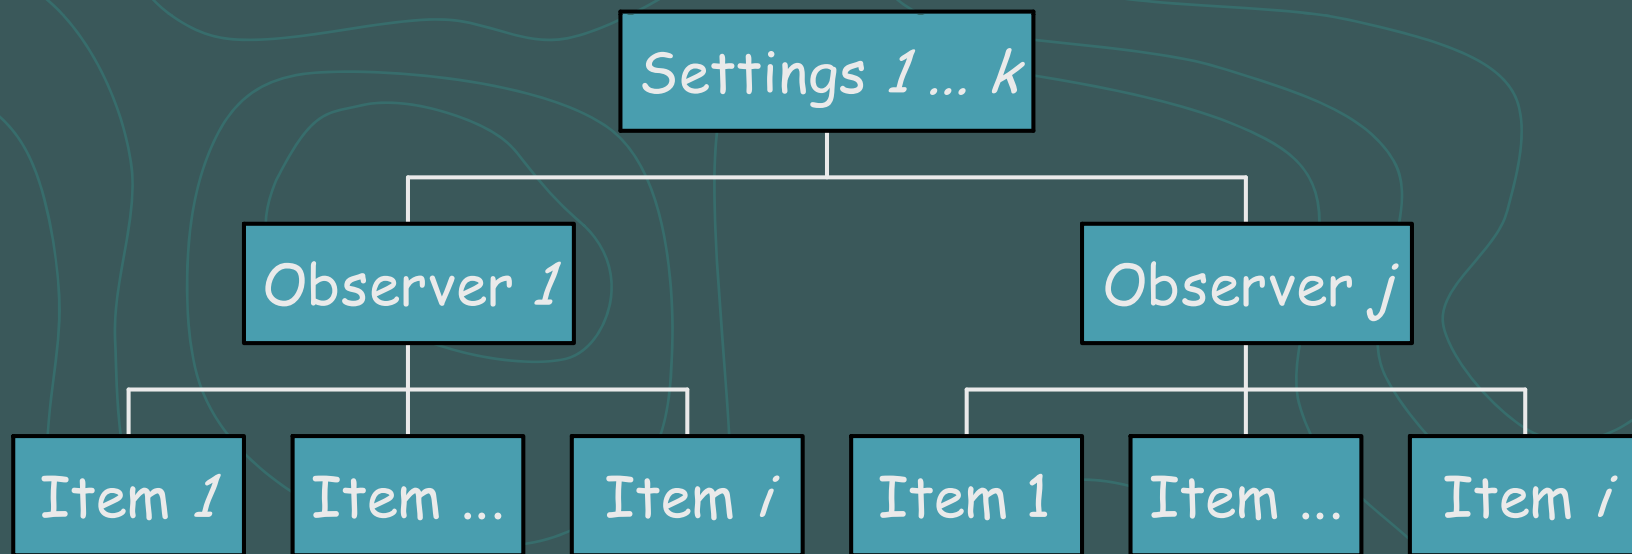 Settings 1 ... k
Observer 1
Observer j
Item 1
Item ...
Item i
Item 1
Item ...
Item i